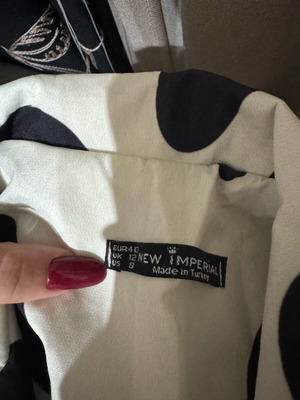 EUR 40
UK 12
US 8
NEW IMPERIAL
Made in Turkey